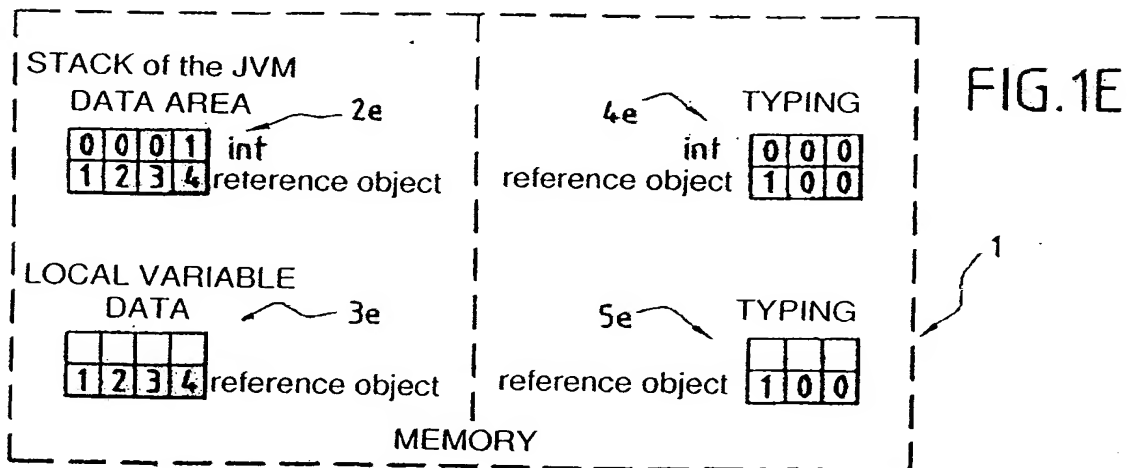 STACK of the JVM
DATA AREA
2e
0 0 0 1 int
1 2 3 4 reference object
4e
TYPING
int 0 0 0
reference object 1 0 0
FIG.1E
1
LOCAL VARIABLE
DATA
3e
1 2 3 4 reference object
5e
TYPING
reference object 1 0 0
MEMORY